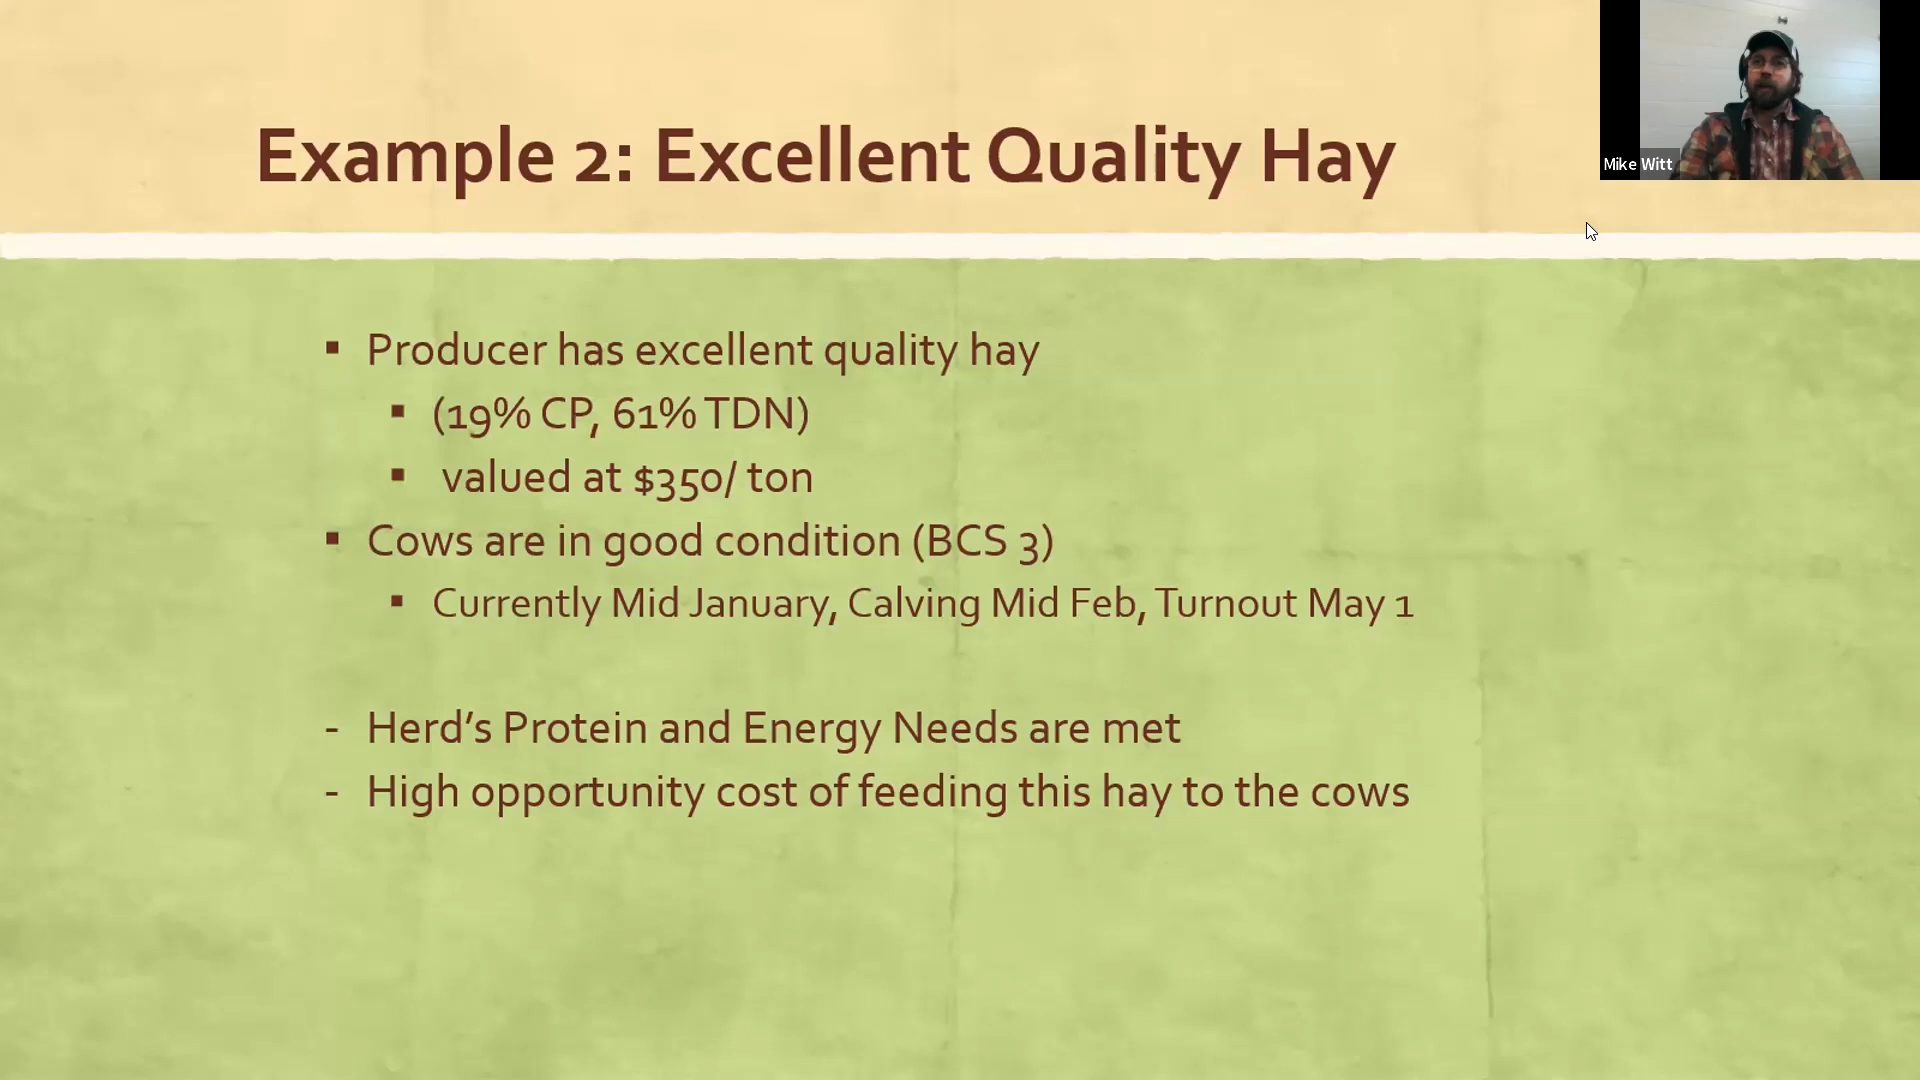 Example 2: Excellent Quality Hay
Mike Witt
▪ Producer has excellent quality hay
▪ (19% CP, 61% TDN)
▪ valued at $350/ ton
▪ Cows are in good condition (BCS 3)
▪ Currently Mid January, Calving Mid Feb, Turnout May 1
- Herd’s Protein and Energy Needs are met
- High opportunity cost of feeding this hay to the cows